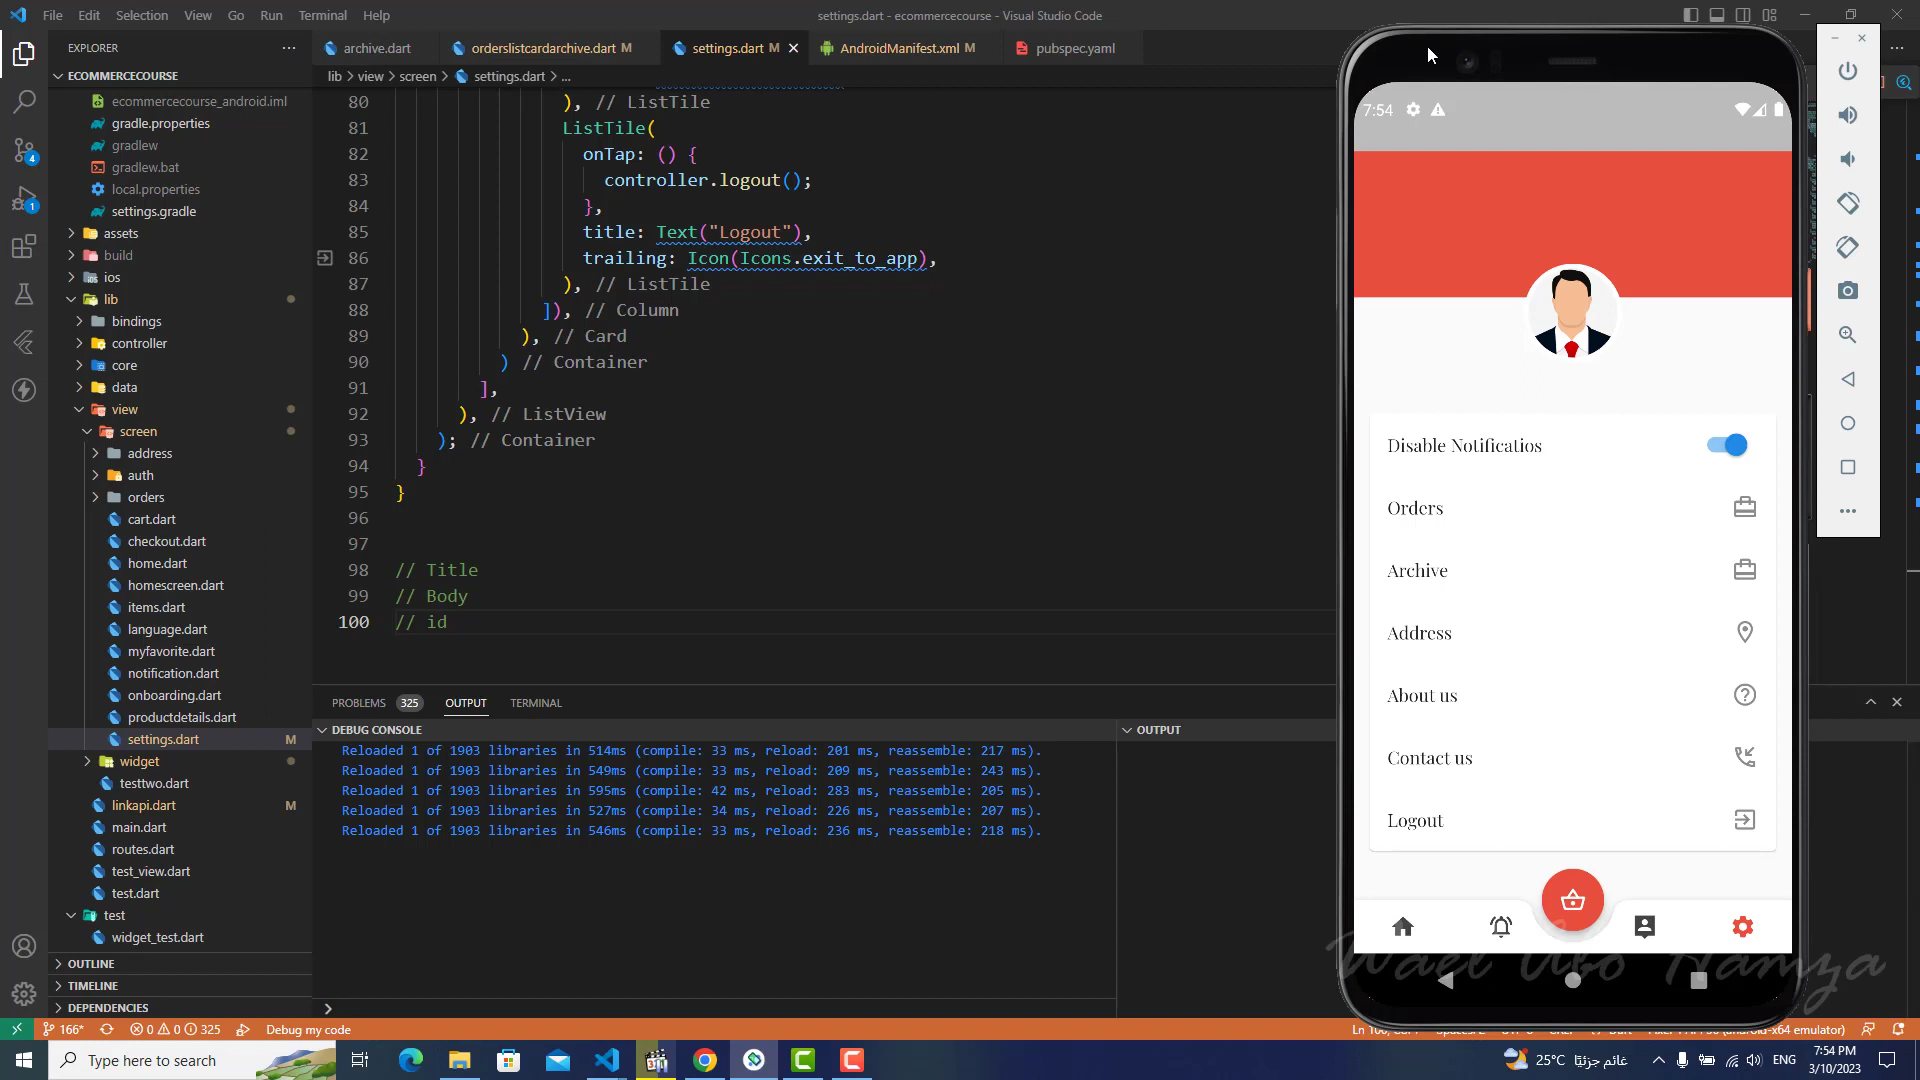 File Edit Selection View Go Run Terminal Help
settings.dart - ecommercecourse - Visual Studio Code
EXPLORER
ECOMMERCECOURSE
ecommercecourse_android.iml
gradle.properties
gradlew
gradlew.bat
local.properties
settings.gradle
assets
build
ios
lib
bindings
controller
core
data
view
screen
address
auth
orders
cart.dart
checkout.dart
home.dart
homescreen.dart
items.dart
language.dart
myfavorite.dart
notification.dart
onboarding.dart
productdetails.dart
settings.dart M
widget
testtwo.dart
linkapi.dart M
main.dart
routes.dart
test_view.dart
test.dart
test
widget_test.dart
OUTLINE
TIMELINE
DEPENDENCIES
4
1
archive.dart orderslistcardarchive.dart M settings.dart M AndroidManifest.xml M pubspec.yaml
lib > view > screen > settings.dart > ...
80 ), // ListTile
81 ListTile(
82 onTap: () {
83 controller.logout();
84 },
85 title: Text("Logout"),
86 trailing: Icon(Icons.exit_to_app),
87 ), // ListTile
88 ]), // Column
89 ), // Card
90 ) // Container
91 ],
92 ), // ListView
93 ); // Container
94 }
95 }
96
97
98 // Title
99 // Body
100 // id
PROBLEMS 325 OUTPUT TERMINAL
DEBUG CONSOLE
Reloaded 1 of 1903 libraries in 514ms (compile: 33 ms, reload: 201 ms, reassemble: 217 ms).
Reloaded 1 of 1903 libraries in 549ms (compile: 33 ms, reload: 209 ms, reassemble: 243 ms).
Reloaded 1 of 1903 libraries in 595ms (compile: 42 ms, reload: 283 ms, reassemble: 205 ms).
Reloaded 1 of 1903 libraries in 527ms (compile: 34 ms, reload: 226 ms, reassemble: 207 ms).
Reloaded 1 of 1903 libraries in 546ms (compile: 33 ms, reload: 236 ms, reassemble: 218 ms).
OUTPUT
7:54
Disable Notificatios
Orders
Archive
Address
About us
Contact us
Logout
Wael Abo Hamza
166* 0 0 325 Debug my code
Type here to search
25°C غائم جزئيًا
ENG
7:54 PM
3/10/2023